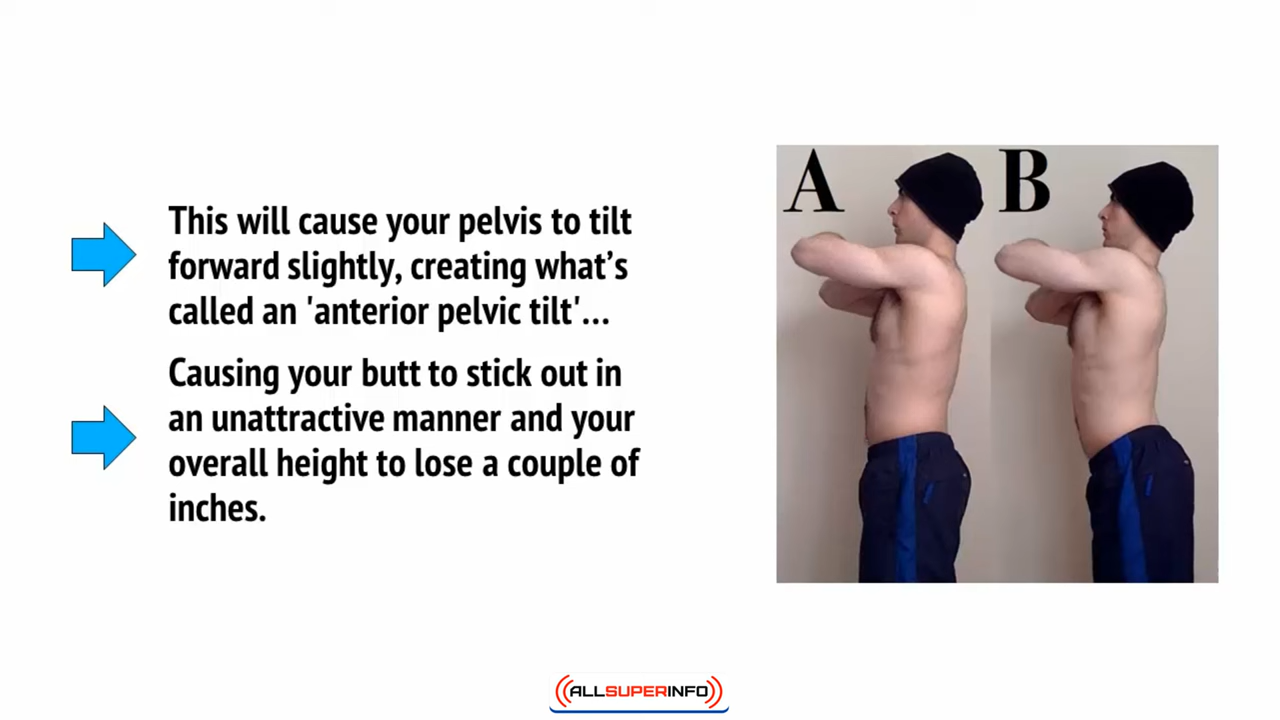 This will cause your pelvis to tilt
forward slightly, creating what’s
called an 'anterior pelvic tilt'...
Causing your butt to stick out in
an unattractive manner and your
overall height to lose a couple of
inches.
A
B
ALLSUPERINFO